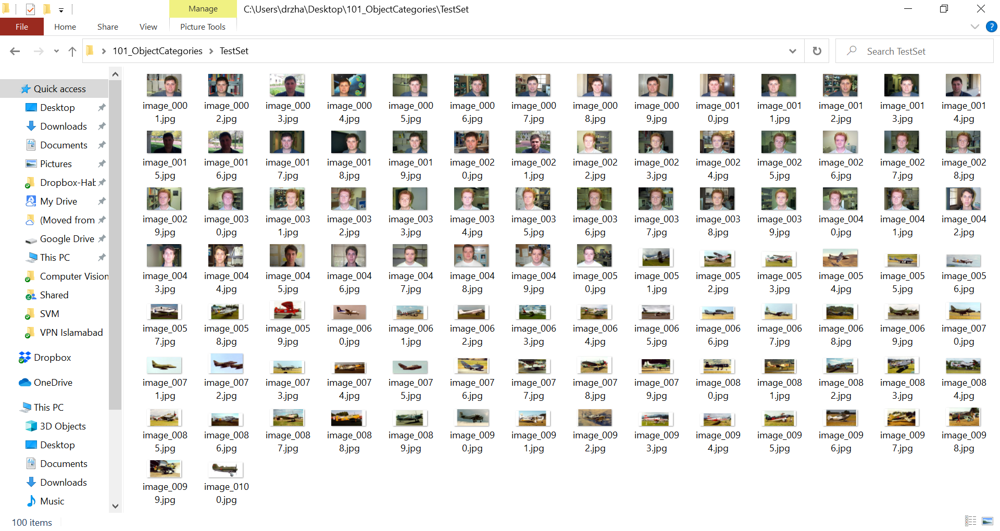 Manage
C:\Users\drzha\Desktop\101_ObjectCategories\TestSet
File
Home
Share
View
Picture Tools
101_ObjectCategories
TestSet
Search TestSet
Quick access
Desktop
Downloads
Documents
Pictures
Dropbox-Hab
My Drive
(Moved from
Google Drive
This PC
Computer Vision
Shared
SVM
VPN Islamabad
Dropbox
OneDrive
This PC
3D Objects
Desktop
Documents
Downloads
Music
image_000 image_000 image_000 image_000 image_000 image_000 image_000 image_000 image_000 image_001 image_001 image_001 image_001 image_001
1.jpg 2.jpg 3.jpg 4.jpg 5.jpg 6.jpg 7.jpg 8.jpg 9.jpg 0.jpg 1.jpg 2.jpg 3.jpg 4.jpg
image_001 image_001 image_001 image_001 image_001 image_002 image_002 image_002 image_002 image_002 image_002 image_002 image_002 image_002
5.jpg 6.jpg 7.jpg 8.jpg 9.jpg 0.jpg 1.jpg 2.jpg 3.jpg 4.jpg 5.jpg 6.jpg 7.jpg 8.jpg
image_002 image_003 image_003 image_003 image_003 image_003 image_003 image_003 image_003 image_003 image_003 image_004 image_004 image_004
9.jpg 0.jpg 1.jpg 2.jpg 3.jpg 4.jpg 5.jpg 6.jpg 7.jpg 8.jpg 9.jpg 0.jpg 1.jpg 2.jpg
image_004 image_004 image_004 image_004 image_004 image_004 image_004 image_005 image_005 image_005 image_005 image_005 image_005 image_005
3.jpg 4.jpg 5.jpg 6.jpg 7.jpg 8.jpg 9.jpg 0.jpg 1.jpg 2.jpg 3.jpg 4.jpg 5.jpg 6.jpg
image_005 image_005 image_005 image_006 image_006 image_006 image_006 image_006 image_006 image_006 image_006 image_006 image_006 image_007
7.jpg 8.jpg 9.jpg 0.jpg 1.jpg 2.jpg 3.jpg 4.jpg 5.jpg 6.jpg 7.jpg 8.jpg 9.jpg 0.jpg
image_007 image_007 image_007 image_007 image_007 image_007 image_007 image_007 image_007 image_008 image_008 image_008 image_008 image_008
1.jpg 2.jpg 3.jpg 4.jpg 5.jpg 6.jpg 7.jpg 8.jpg 9.jpg 0.jpg 1.jpg 2.jpg 3.jpg 4.jpg
image_008 image_008 image_008 image_008 image_008 image_009 image_009 image_009 image_009 image_009 image_009 image_009 image_009 image_009
5.jpg 6.jpg 7.jpg 8.jpg 9.jpg 0.jpg 1.jpg 2.jpg 3.jpg 4.jpg 5.jpg 6.jpg 7.jpg 8.jpg
image_009 image_010
9.jpg 0.jpg
100 items